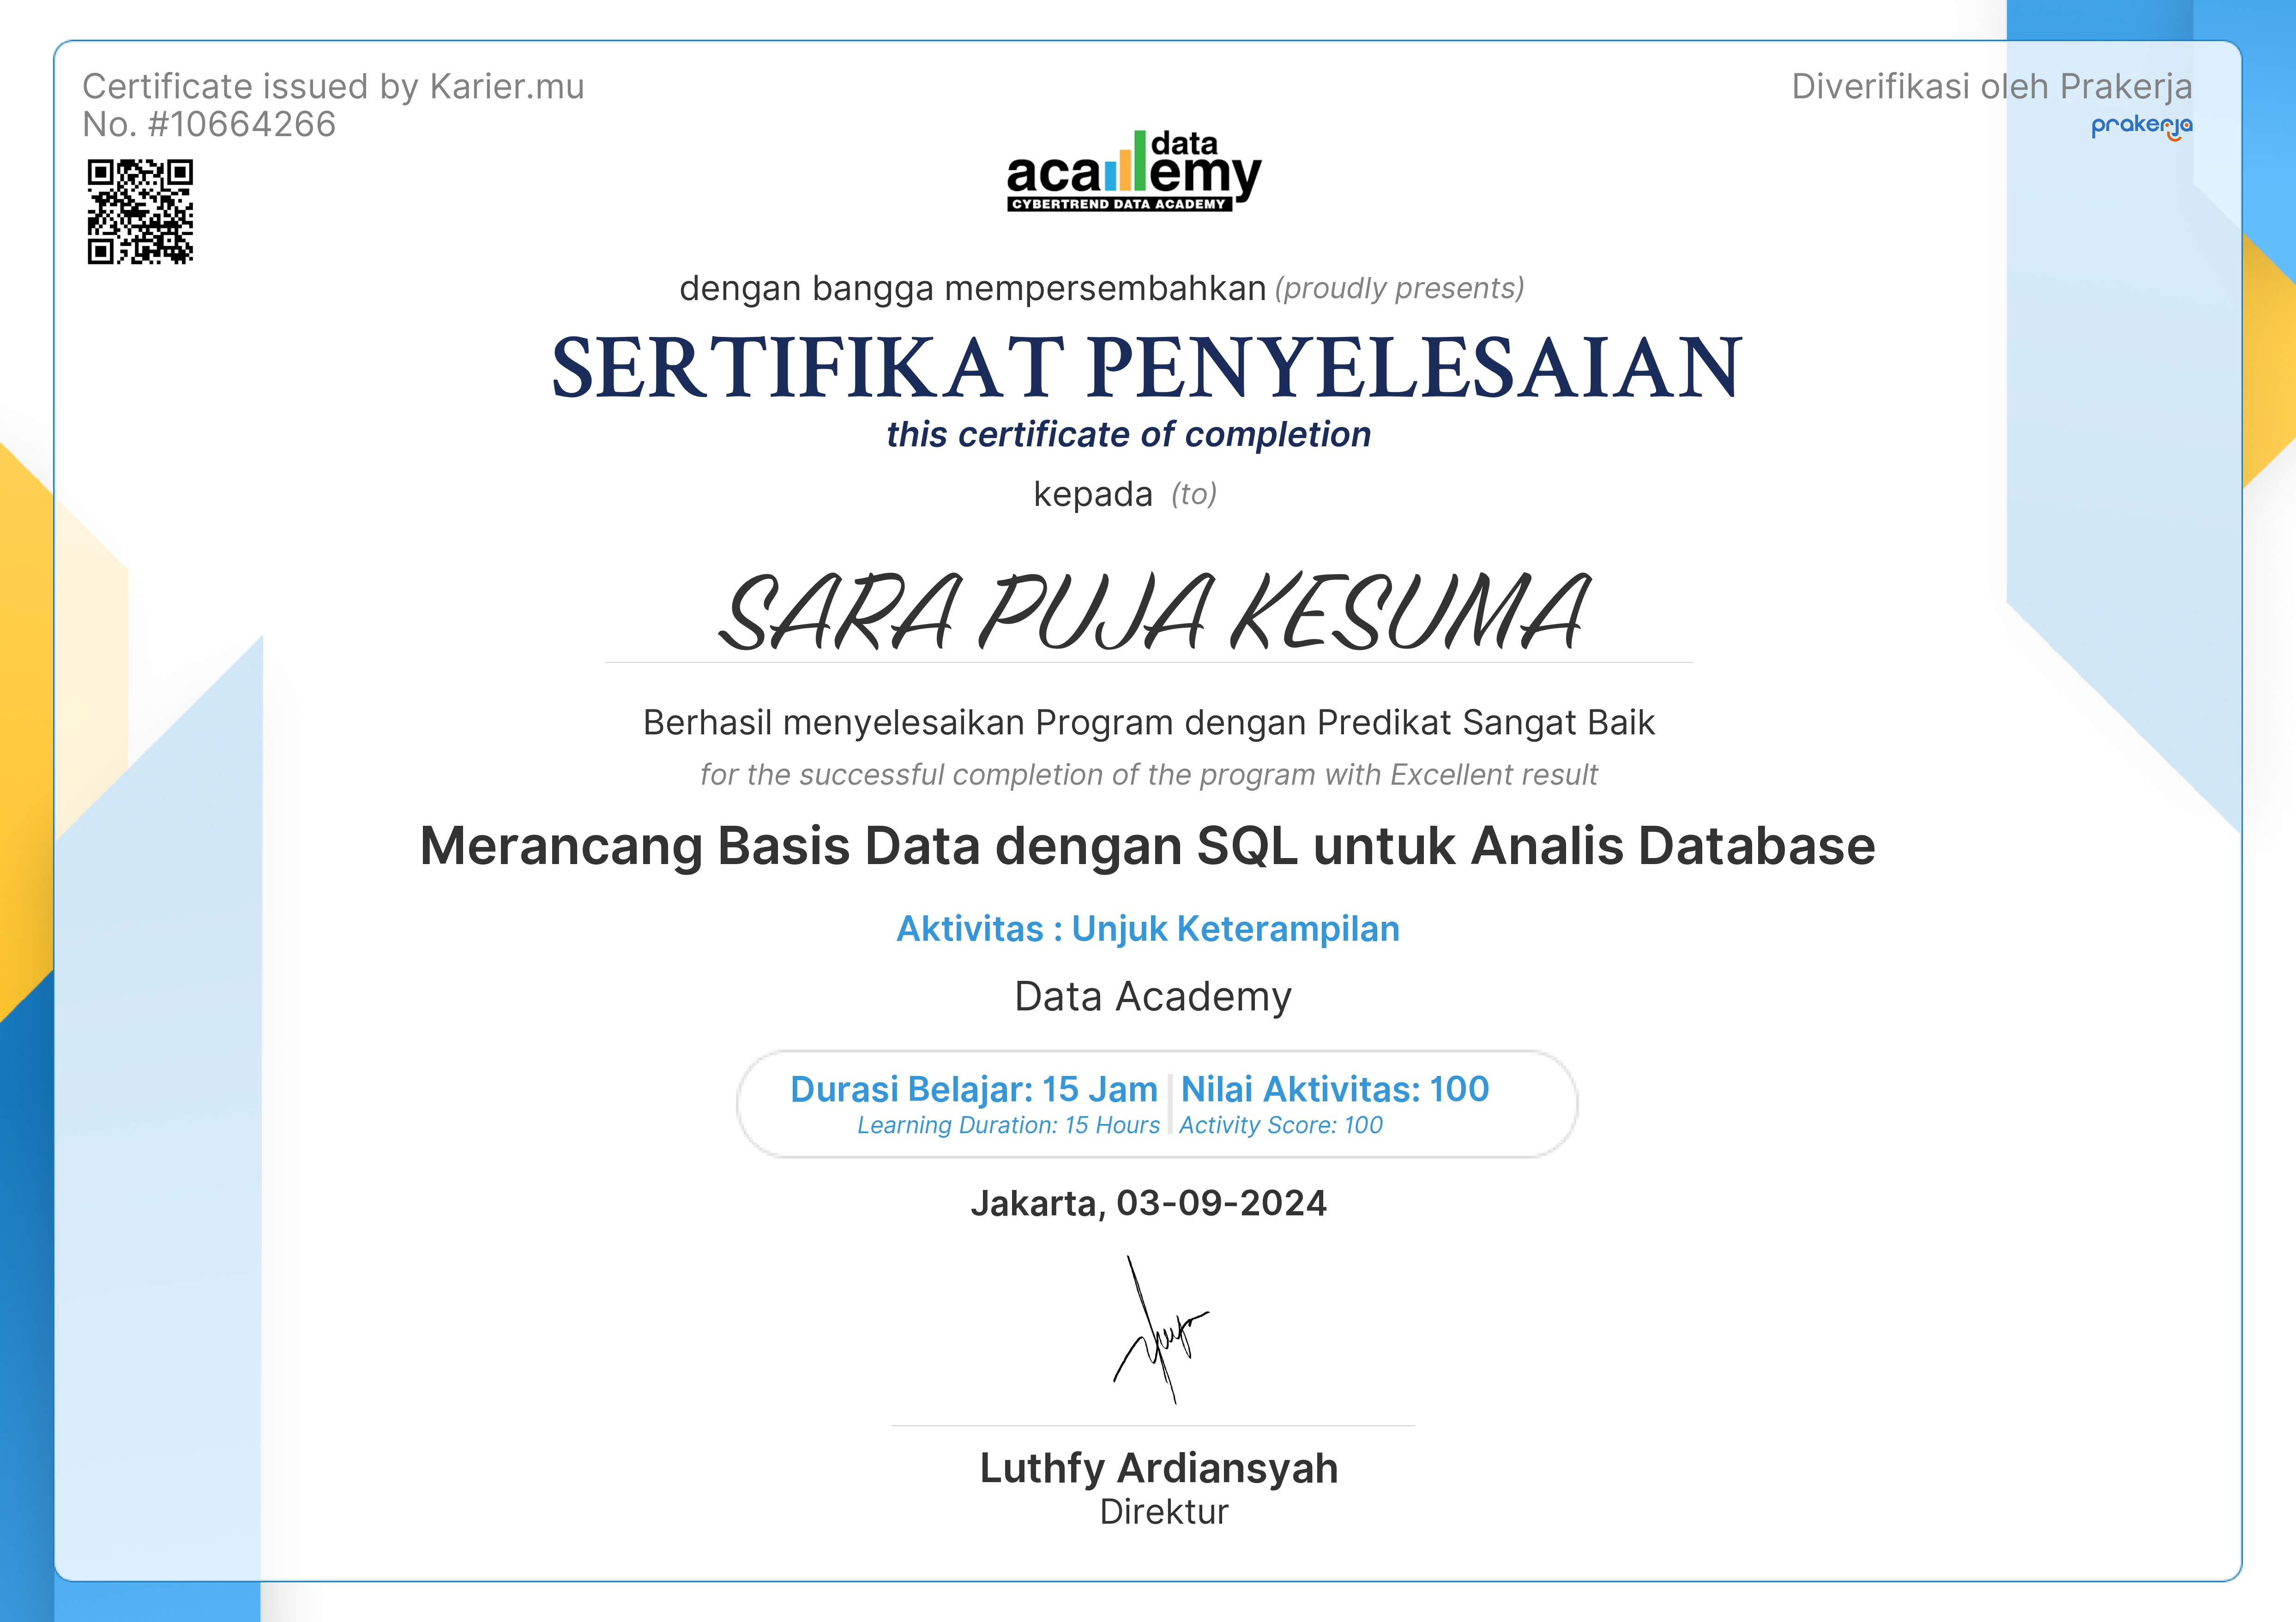 Certificate issued by Karier.mu
No. #10664266
Diverifikasi oleh Prakerja
prakerja
data
academy
CYBERTREND DATA ACADEMY
dengan bangga mempersembahkan (proudly presents)
SERTIFIKAT PENYELESAIAN
this certificate of completion
kepada (to)
SARA PUJA KESUMA
Berhasil menyelesaikan Program dengan Predikat Sangat Baik
for the successful completion of the program with Excellent result
Merancang Basis Data dengan SQL untuk Analis Database
Aktivitas : Unjuk Keterampilan
Data Academy
Durasi Belajar: 15 Jam | Nilai Aktivitas: 100
Learning Duration: 15 Hours | Activity Score: 100
Jakarta, 03-09-2024
Luthfy Ardiansyah
Direktur